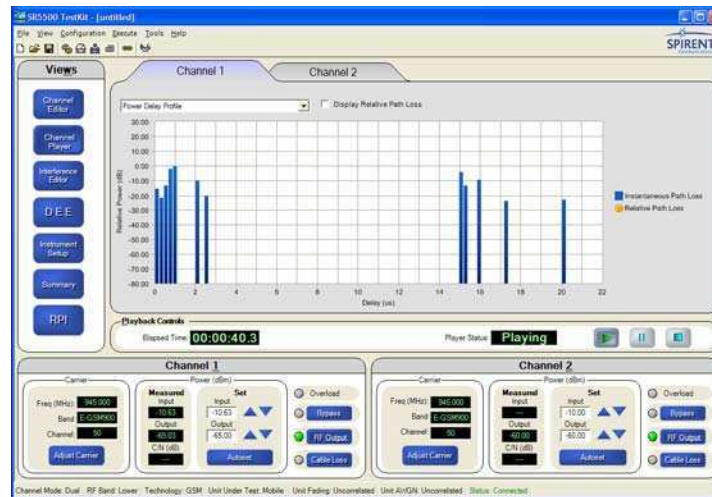 SR5500 TestKit - [untitled]
File View Configuration Execute Tools Help
SPIRENT
Views
Channel Editor
Channel Player
Interference Editor
DEE
Instrument Setup
Summary
RPI
Channel 1
Channel 2
Power Delay Profile
Display Relative Path Loss
Relative Power (dB)
30.00
20.00
10.00
0.00
-10.00
-20.00
-30.00
-40.00
-50.00
-60.00
-70.00
-80.00
0 2 4 6 8 10 12 14 16 18 20 22
Delay (us)
Instantaneous Path Loss
Relative Path Loss
Playback Controls
Elapsed Time 00:00:40.3
Player Status Playing
Channel 1
Carrier
Freq (MHz) 945.000
Band E-GSM900
Channel 50
Adjust Carrier
Power (dBm)
Measured Set
Input Input
-10.63 -10.63
Output Output
-65.03 -65.00
C/N (dB)
---
Autoset
Overload
Bypass
RF Output
Cable Loss
Channel 2
Carrier
Freq (MHz) 945.000
Band E-GSM900
Channel 50
Adjust Carrier
Power (dBm)
Measured Set
Input Input
--- -10.00
Output Output
-60.00 -60.00
C/N (dB)
---
Autoset
Overload
Bypass
RF Output
Cable Loss
Channel Mode: Dual RF Band: Lower Technology: GSM Unit Under Test: Mobile Unit Fading: Uncorrelated Unit AWGN: Uncorrelated Status: Connected